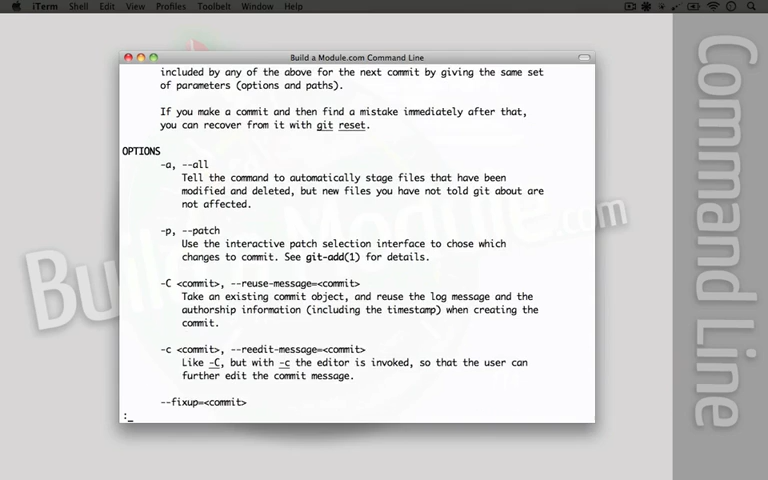 iTerm Shell Edit View Profiles Toolbelt Window Help
Build a Module.com Command Line
included by any of the above for the next commit by giving the same set
of parameters (options and paths).
If you make a commit and then find a mistake immediately after that,
you can recover from it with git reset.
OPTIONS
-a, --all
Tell the command to automatically stage files that have been
modified and deleted, but new files you have not told git about are
not affected.
-p, --patch
Use the interactive patch selection interface to chose which
changes to commit. See git-add(1) for details.
-C <commit>, --reuse-message=<commit>
Take an existing commit object, and reuse the log message and the
authorship information (including the timestamp) when creating the
commit.
-c <commit>, --reedit-message=<commit>
Like -C, but with -c the editor is invoked, so that the user can
further edit the commit message.
--fixup=<commit>
:
Build a Module.com
Command Line